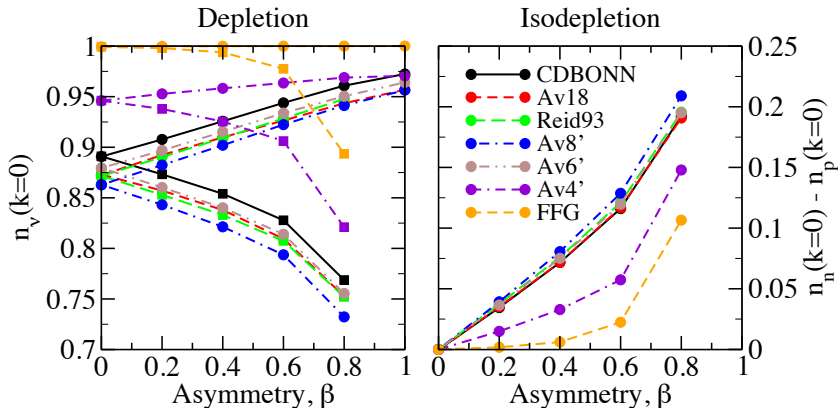 Depletion
Isodepletion
1
0.95
0.9
0.85
0.8
0.75
0.7
n_ν(k=0)
0 0.2 0.4 0.6 0.8 1
Asymmetry, β
CDBONN
Av18
Reid93
Av8'
Av6'
Av4'
FFG
0.25
0.2
0.15
0.1
0.05
0
n_n(k=0) - n_p(k=0)
0 0.2 0.4 0.6 0.8 1
Asymmetry, β